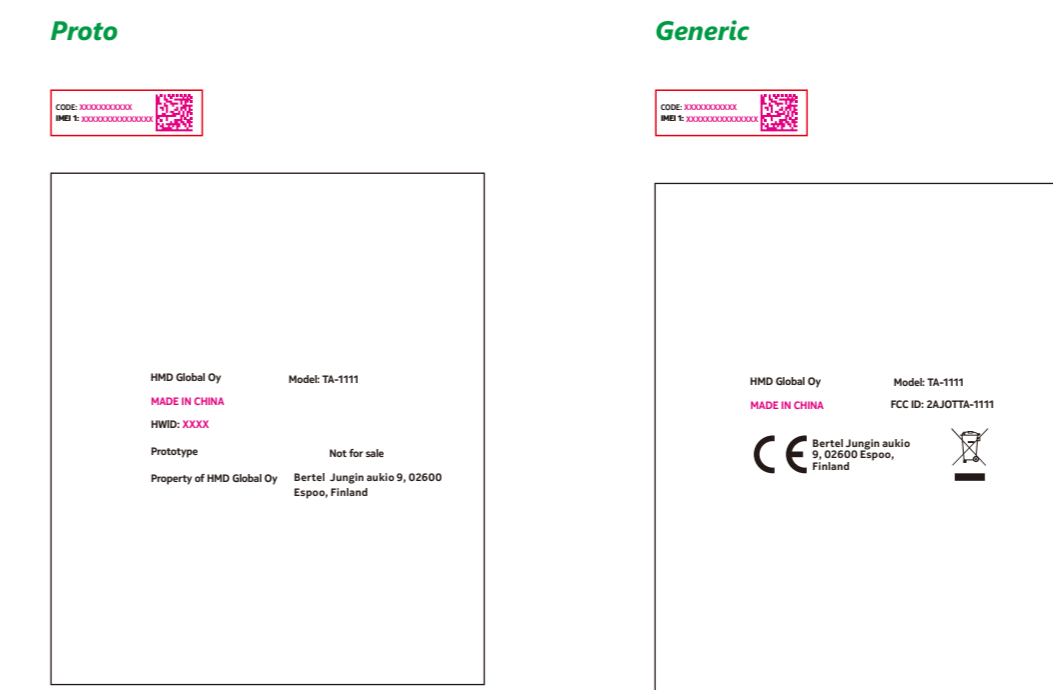 Proto
CODE: XXXXXXXXXXX
IMEI 1: XXXXXXXXXXXXXXX
HMD Global Oy
Model: TA-1111
MADE IN CHINA
HWID: XXXX
Prototype
Not for sale
Property of HMD Global Oy
Bertel Jungin aukio 9, 02600
Espoo, Finland
Generic
CODE: XXXXXXXXXXX
IMEI 1: XXXXXXXXXXXXXXX
HMD Global Oy
Model: TA-1111
MADE IN CHINA
FCC ID: 2AJOTTA-1111
CE
Bertel Jungin aukio
9, 02600 Espoo,
Finland